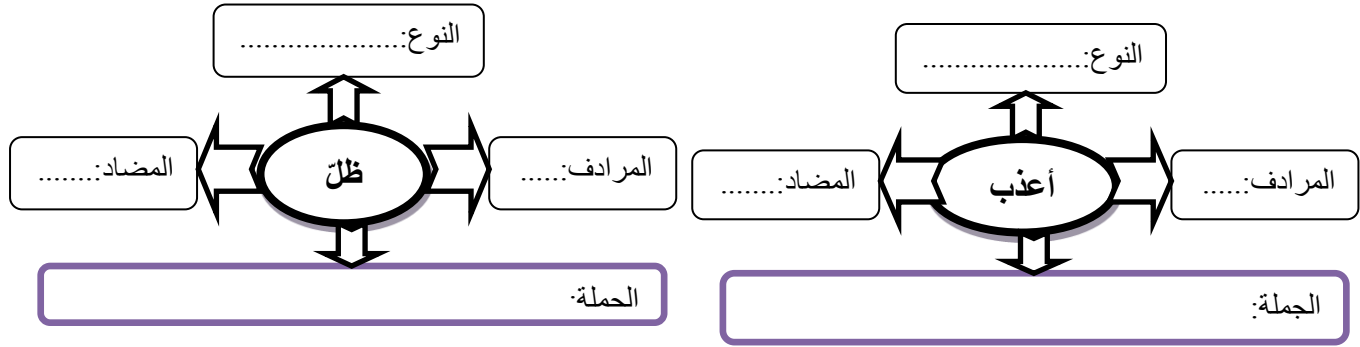 النوع:....................
المرادف:.....
أعذب
المضاد:.......
الجملة:
النوع:....................
المرادف:.....
ظلّ
المضاد:.......
الحملة: